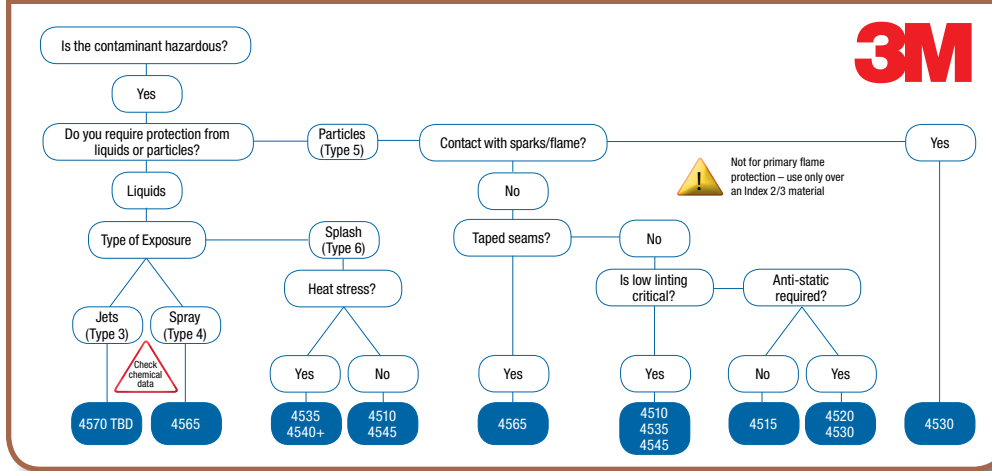 3M
Is the contaminant hazardous?
Yes
Do you require protection from
liquids or particles?
Particles
(Type 5)
Contact with sparks/flame?
Yes
Not for primary flame
protection – use only over
an Index 2/3 material
!
Liquids
No
Type of Exposure
Splash
(Type 6)
Taped seams?
No
Heat stress?
Is low linting
critical?
Anti-static
required?
Jets
(Type 3)
Spray
(Type 4)
Check
chemical
data
Yes
No
Yes
Yes
No
Yes
4570 TBD
4565
4535
4540+
4510
4545
4565
4510
4535
4545
4515
4520
4530
4530